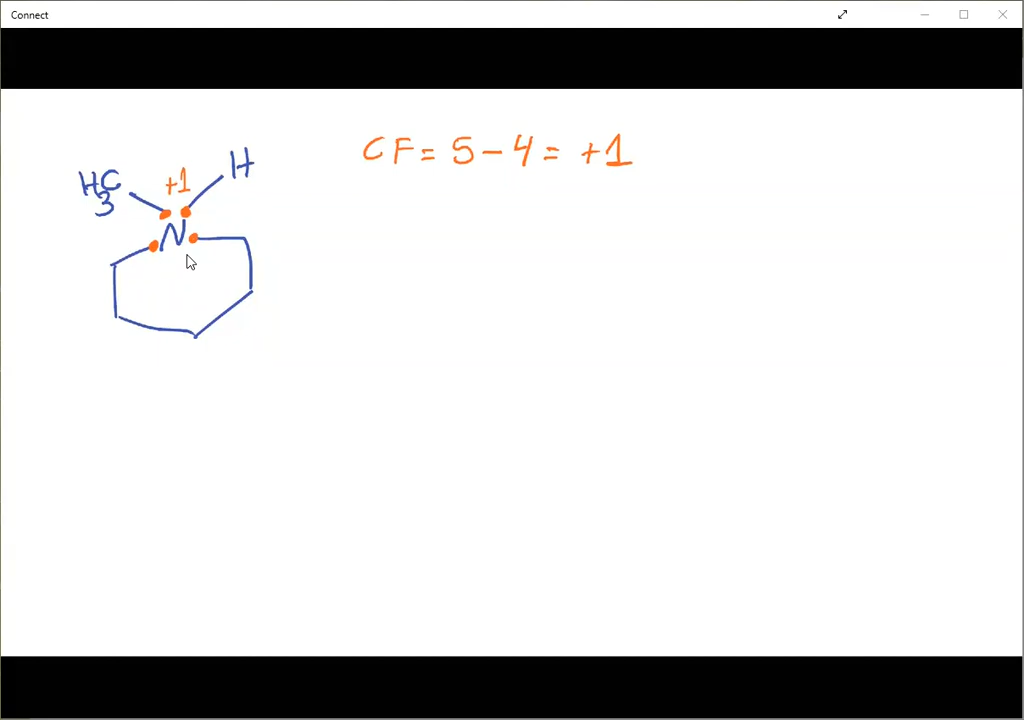 Connect
CF = 5 - 4 = +1
H3C +1 H
N